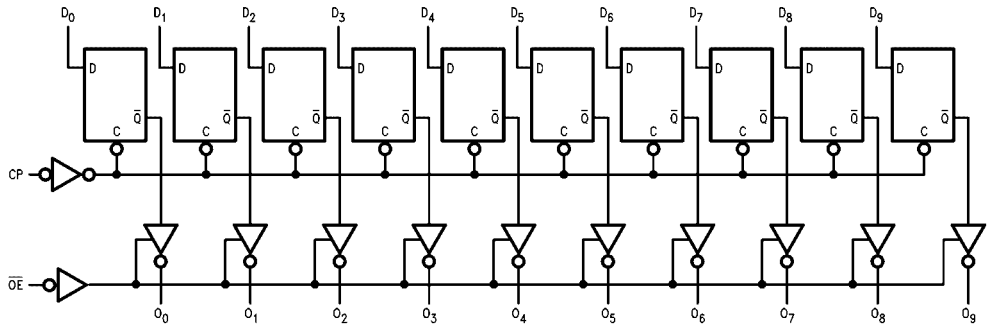 D0 D1 D2 D3 D4 D5 D6 D7 D8 D9
D D D D D D D D D D
Q̅ Q̅ Q̅ Q̅ Q̅ Q̅ Q̅ Q̅ Q̅ Q̅
C C C C C C C C C C
CP
O̅E̅
O0 O1 O2 O3 O4 O5 O6 O7 O8 O9